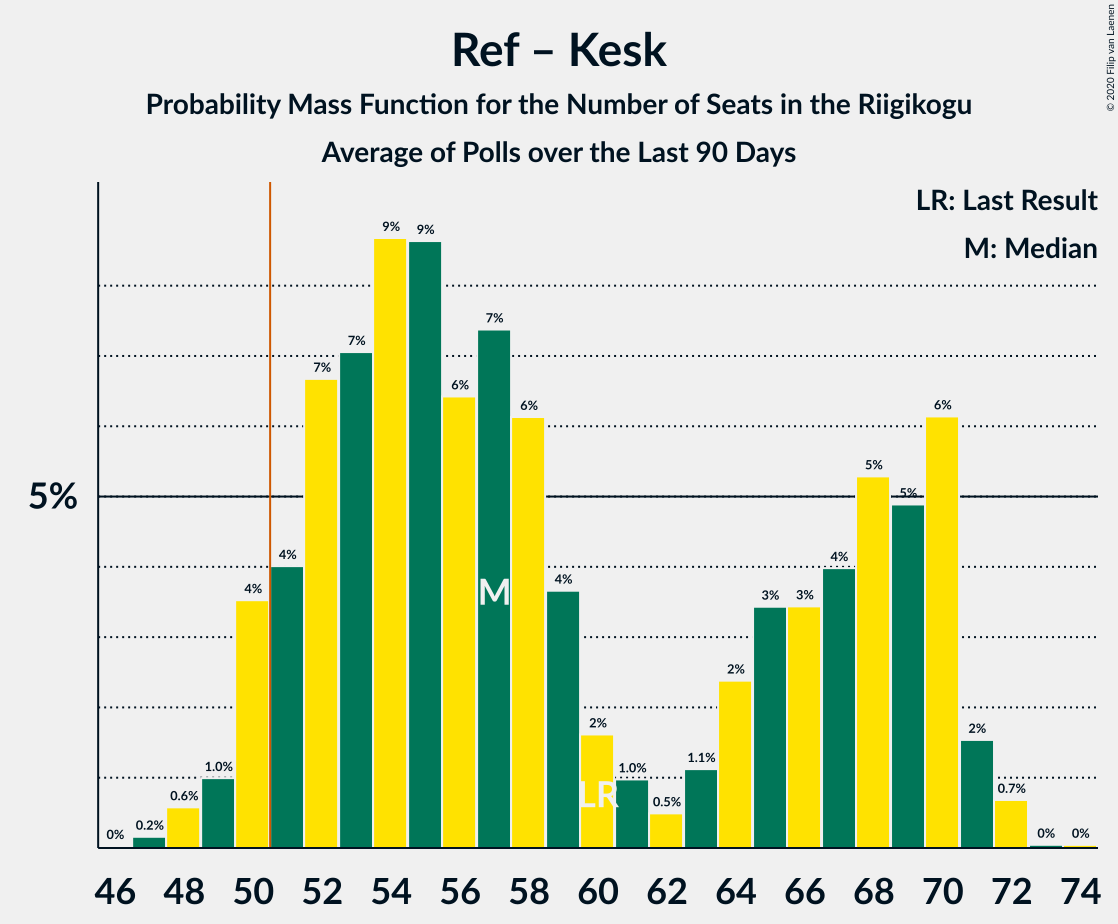 Ref – Kesk
Probability Mass Function for the Number of Seats in the Riigikogu
Average of Polls over the Last 90 Days
© 2020 Filip van Laenen
LR: Last Result
M: Median
5%
0% 0.2% 0.6% 1.0% 4% 4% 7% 7% 9% 9% 6% 7% 6% 4% 2% 1.0% 0.5% 1.1% 2% 3% 3% 4% 5% 5% 6% 2% 0.7% 0% 0%
M
LR
46 48 50 52 54 56 58 60 62 64 66 68 70 72 74